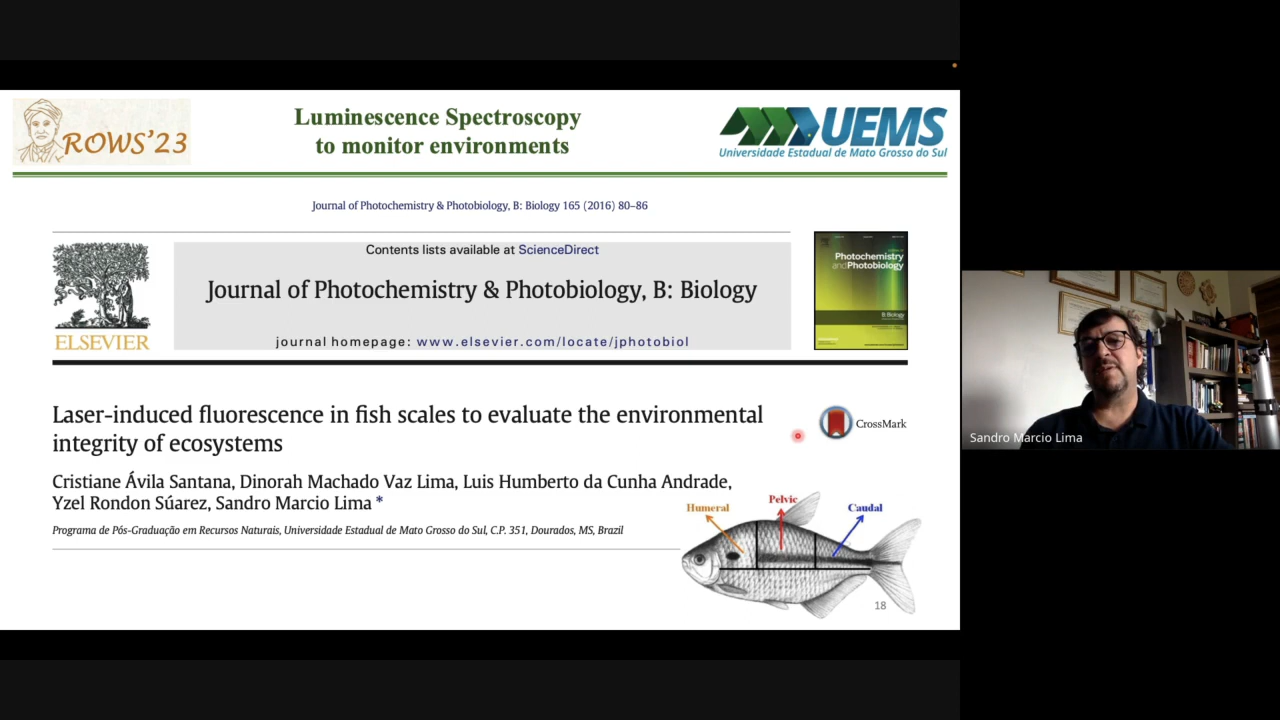 ROWS'23
Luminescence Spectroscopy
to monitor environments
UEMS
Universidade Estadual de Mato Grosso do Sul
Journal of Photochemistry & Photobiology, B: Biology 165 (2016) 80–86
Contents lists available at ScienceDirect
Journal of Photochemistry & Photobiology, B: Biology
journal homepage: www.elsevier.com/locate/jphotobiol
ELSEVIER
Photochemistry
and Photobiology
B: Biology
Laser-induced fluorescence in fish scales to evaluate the environmental
integrity of ecosystems
CrossMark
Cristiane Ávila Santana, Dinorah Machado Vaz Lima, Luis Humberto da Cunha Andrade,
Yzel Rondon Súarez, Sandro Marcio Lima *
Programa de Pós-Graduação em Recursos Naturais, Universidade Estadual de Mato Grosso do Sul, C.P. 351, Dourados, MS, Brazil
Humeral
Pelvic
Caudal
18
Sandro Marcio Lima